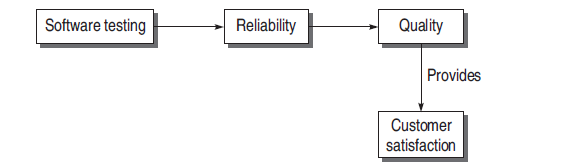 Software testing
Reliability
Quality
Provides
Customer
satisfaction